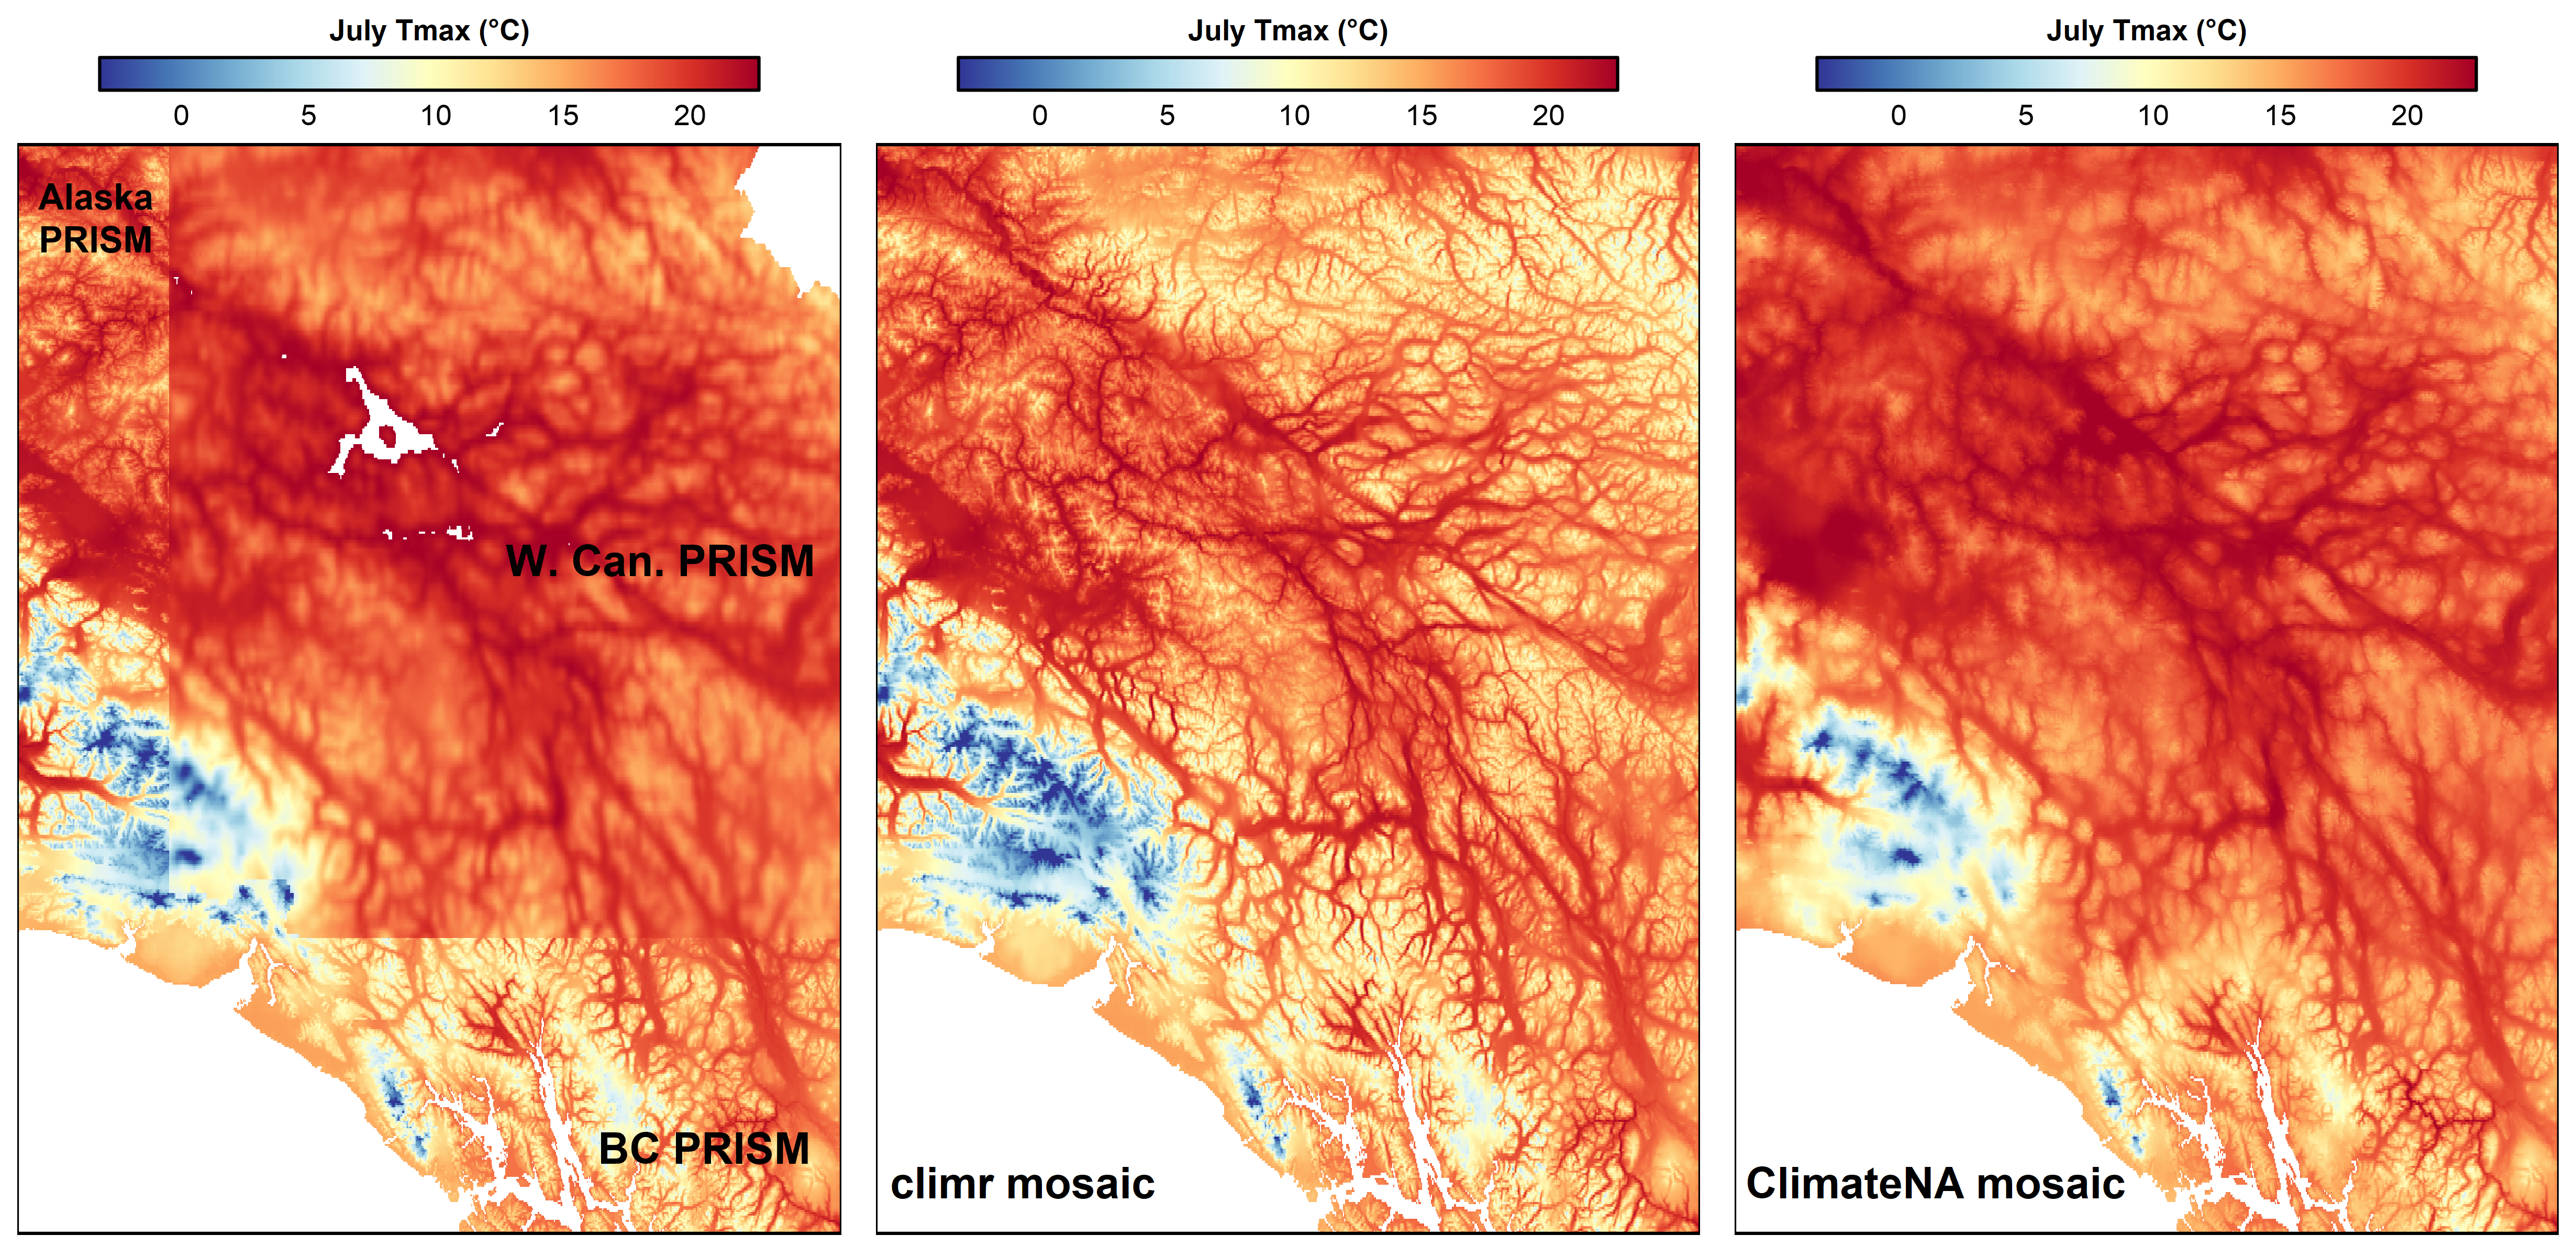 July Tmax (°C)
0 5 10 15 20
Alaska
PRISM
W. Can. PRISM
BC PRISM
July Tmax (°C)
0 5 10 15 20
climr mosaic
July Tmax (°C)
0 5 10 15 20
ClimateNA mosaic